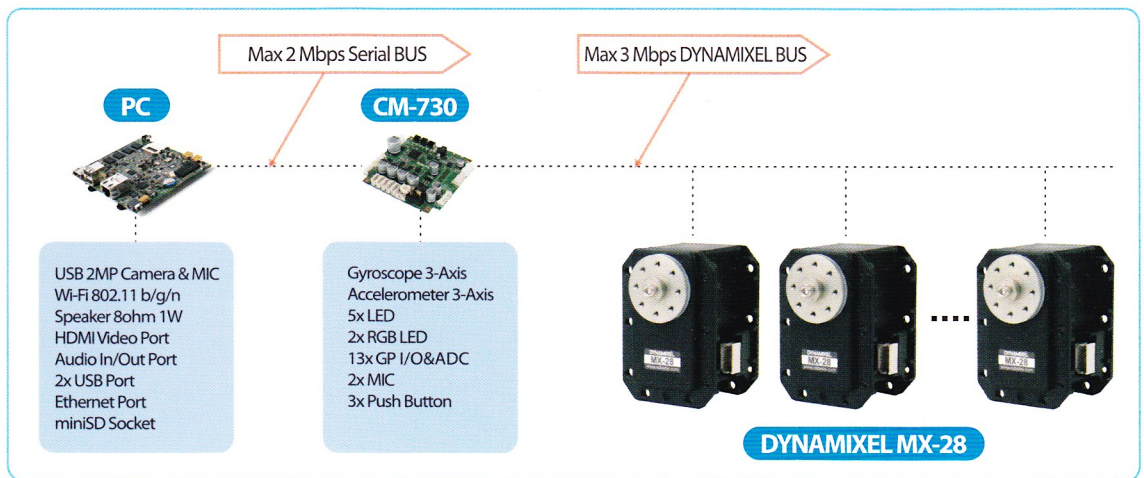 Max 2 Mbps Serial BUS
Max 3 Mbps DYNAMIXEL BUS
PC
CM-730
USB 2MP Camera & MIC
Wi-Fi 802.11 b/g/n
Speaker 8ohm 1W
HDMI Video Port
Audio In/Out Port
2x USB Port
Ethernet Port
miniSD Socket
Gyroscope 3-Axis
Accelerometer 3-Axis
5x LED
2x RGB LED
13x GP I/O&ADC
2x MIC
3x Push Button
DYNAMIXEL
MX-28
DYNAMIXEL
MX-28
DYNAMIXEL
MX-28
DYNAMIXEL MX-28